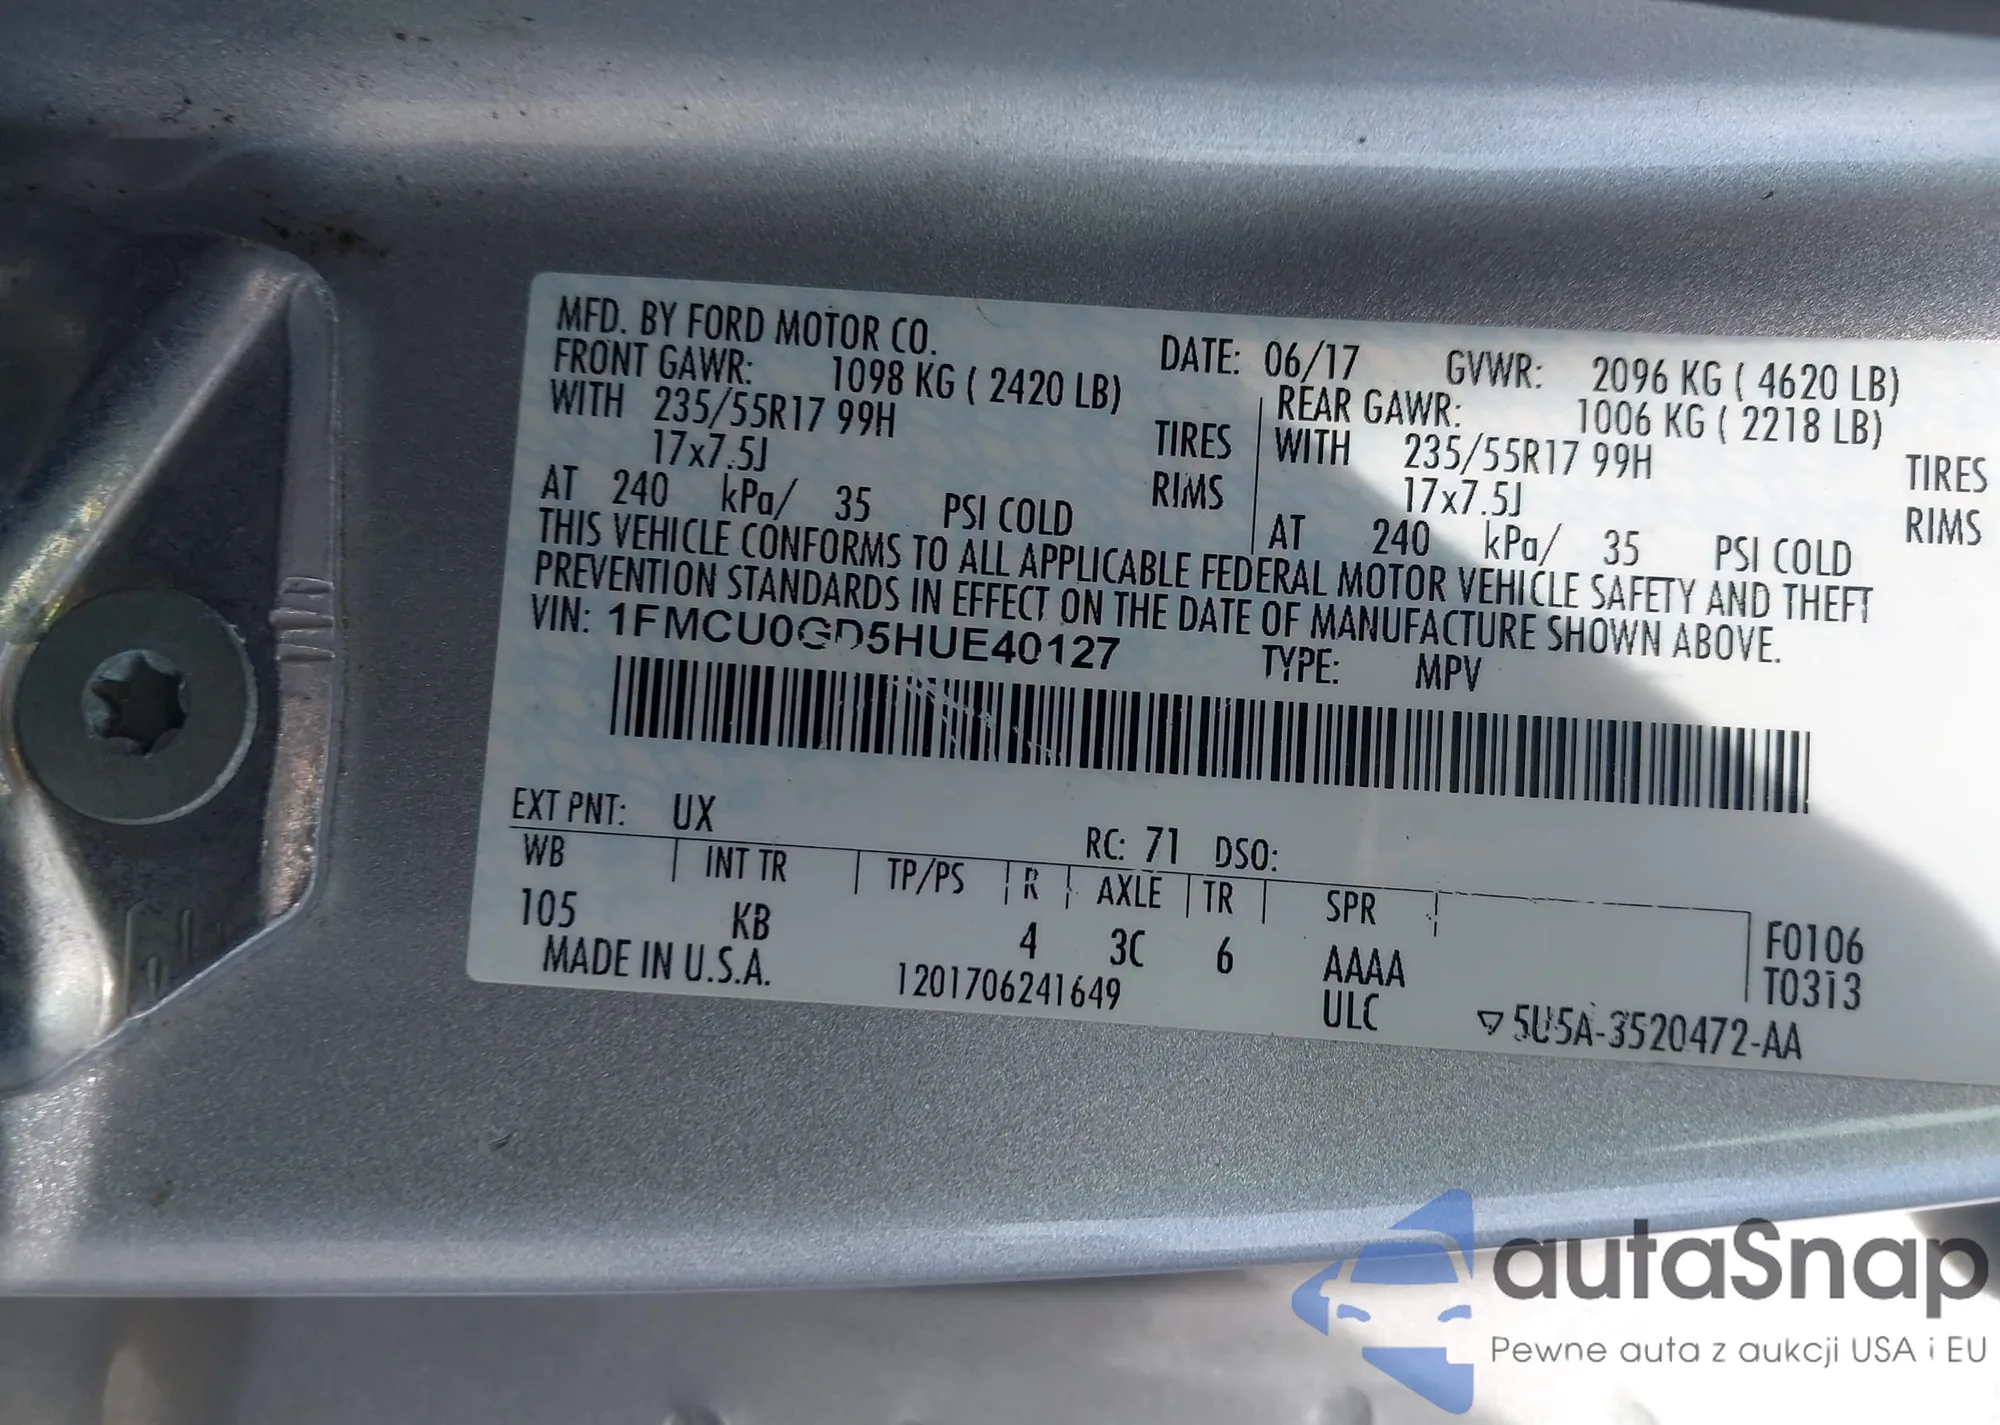 MFD. BY FORD MOTOR CO. DATE: 06/17 GVWR: 2096 KG ( 4620 LB)
FRONT GAWR: 1098 KG ( 2420 LB) REAR GAWR: 1006 KG ( 2218 LB)
WITH 235/55R17 99H TIRES WITH 235/55R17 99H TIRES
17x7.5J RIMS 17x7.5J RIMS
AT 240 kPa/ 35 PSI COLD AT 240 kPa/ 35 PSI COLD
THIS VEHICLE CONFORMS TO ALL APPLICABLE FEDERAL MOTOR VEHICLE SAFETY AND THEFT
PREVENTION STANDARDS IN EFFECT ON THE DATE OF MANUFACTURE SHOWN ABOVE.
VIN: 1FMCU0GD5HUE40127 TYPE: MPV
EXT PNT: UX RC: 71 DSO:
WB INT TR TP/PS R AXLE TR SPR
105 KB 4 3C 6 AAAA F0106
MADE IN U.S.A. 1201706241649 ULC T0313
5U5A-3520472-AA
autaSnap
Pewne auta z aukcji USA i EU